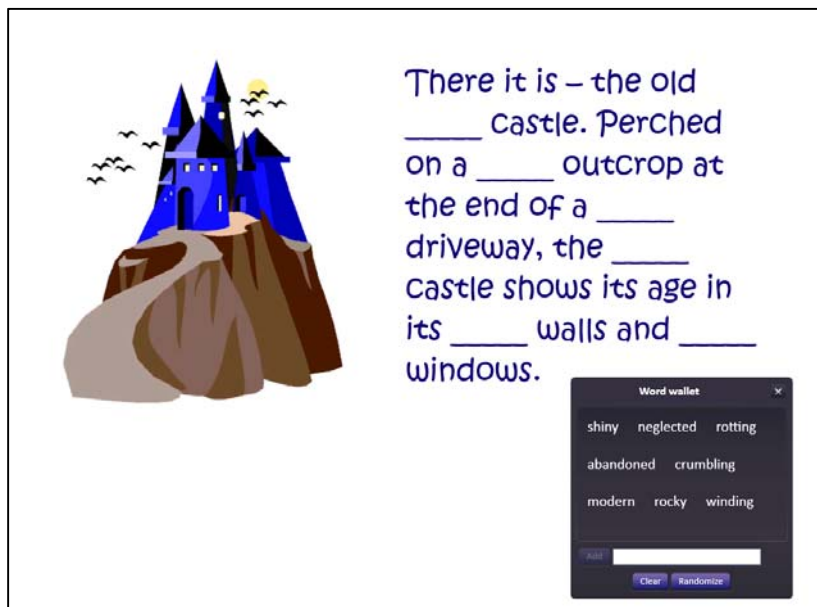 There it is – the old
_____ castle. Perched
on a _____ outcrop at
the end of a _____
driveway, the _____
castle shows its age in
its _____ walls and _____
windows.
Word wallet
shiny neglected rotting
abandoned crumbling
modern rocky winding
Add
Clear Randomize